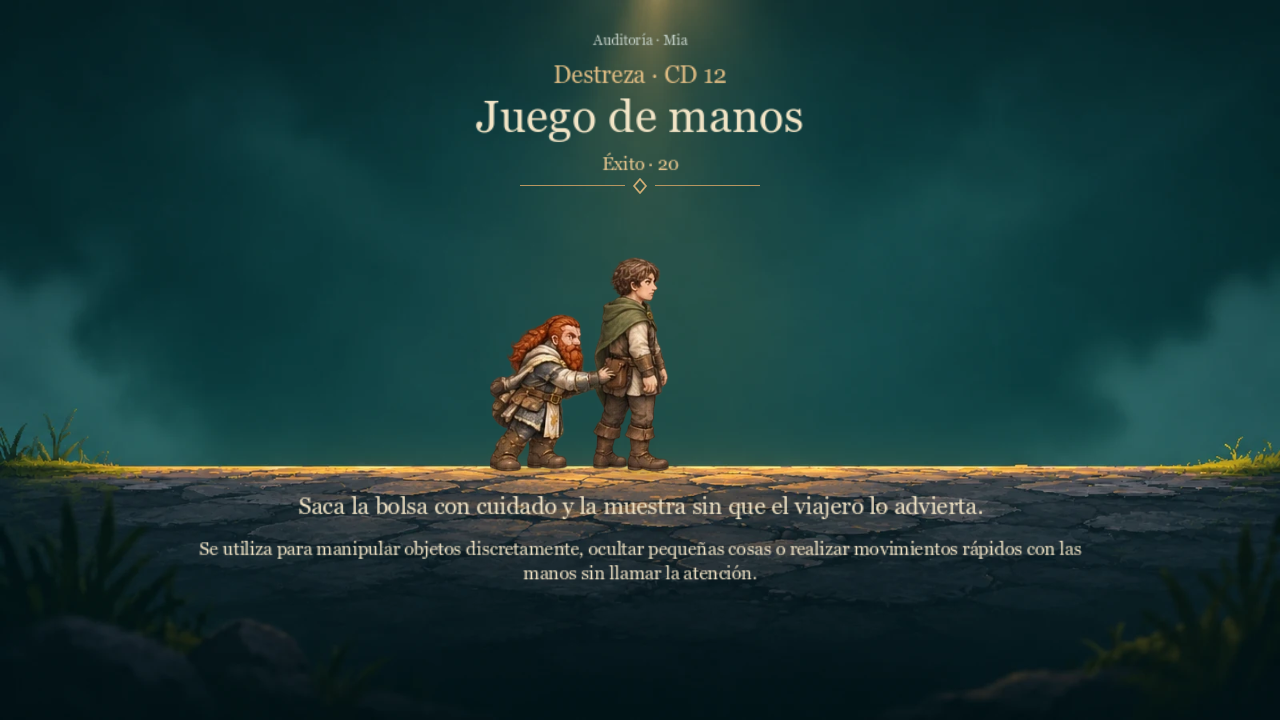 Auditoría · Mia
Destreza · CD 12
Juego de manos
Éxito · 20
Saca la bolsa con cuidado y la muestra sin que el viajero lo advierta.
Se utiliza para manipular objetos discretamente, ocultar pequeñas cosas o realizar movimientos rápidos con las
manos sin llamar la atención.